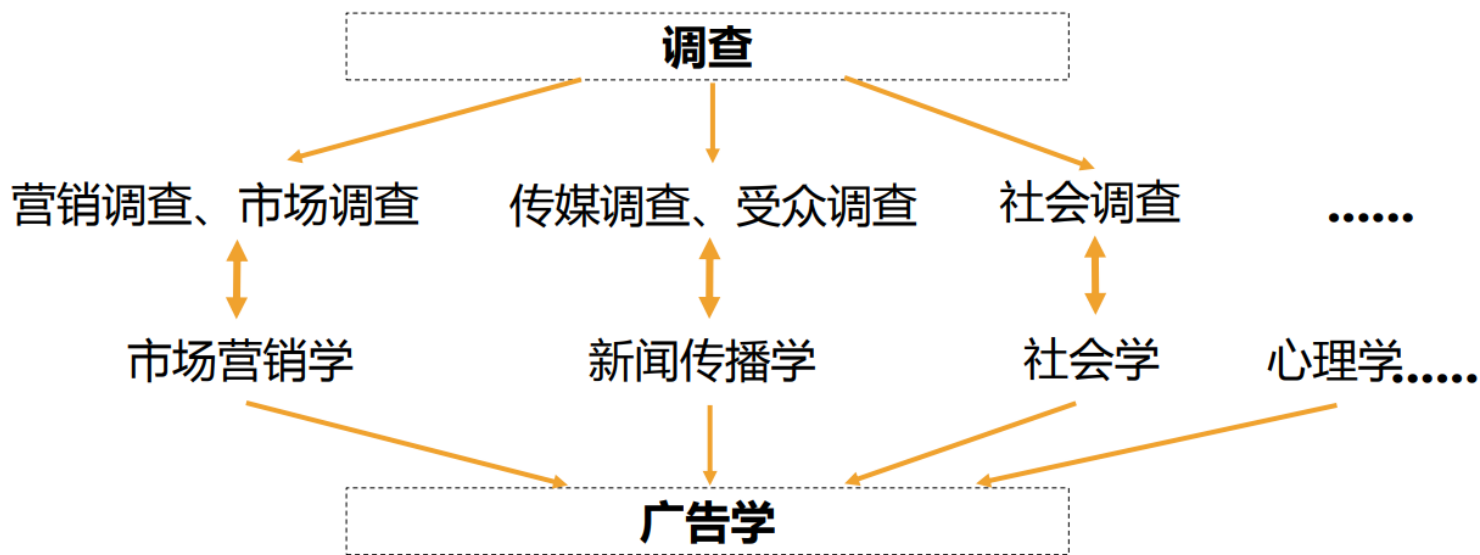 调查
营销调查、市场调查
传媒调查、受众调查
社会调查
......
市场营销学
新闻传播学
社会学
心理学......
广告学